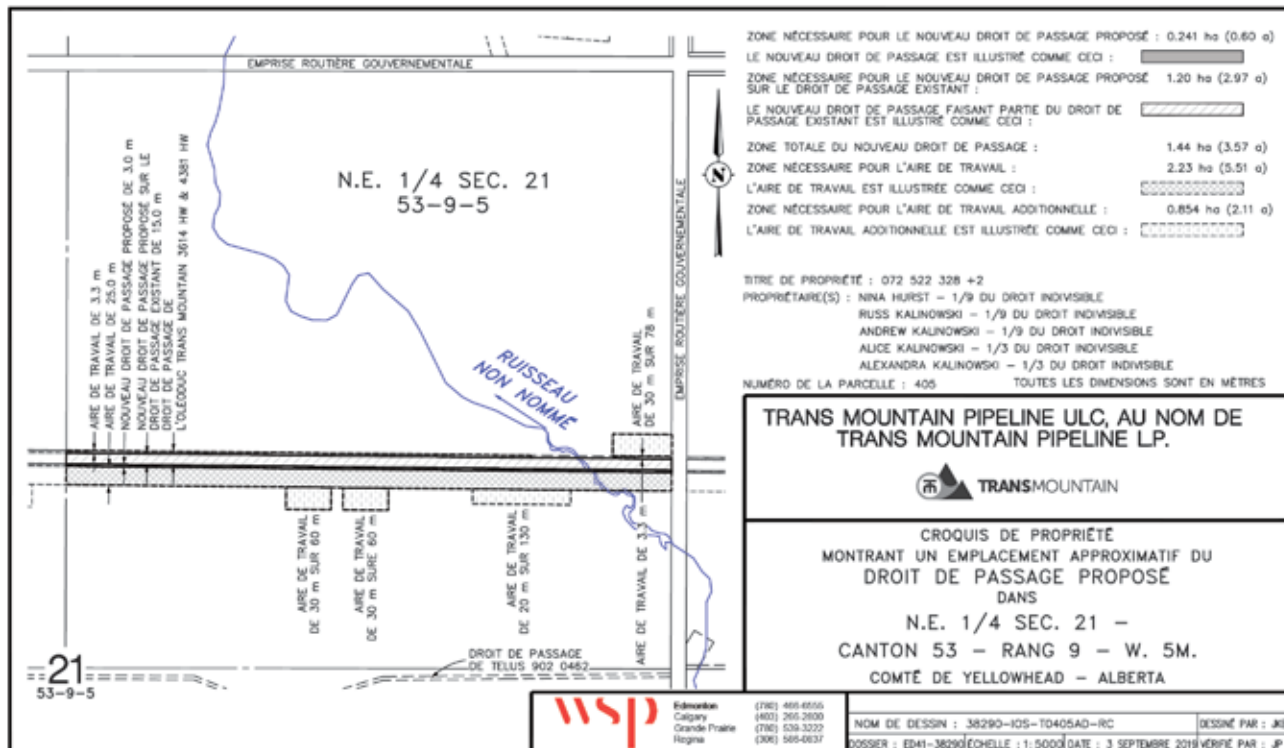 EMPRISE ROUTIÈRE GOUVERNEMENTALE
N.E. 1/4 SEC. 21
53-9-5
EMPRISE ROUTIÈRE GOUVERNEMENTALE
AIRE DE TRAVAIL DE 3.3 m
AIRE DE TRAVAIL DE 25.0 m
NOUVEAU DROIT DE PASSAGE PROPOSÉ DE 3.0 m
NOUVEAU DROIT DE PASSAGE PROPOSÉ SUR LE
DROIT DE PASSAGE EXISTANT DE 15.0 m
DROIT DE PASSAGE DE
L'OLÉODUC TRANS MOUNTAIN 3614 HW & 4381 HW
RUISSEAU
NON NOMMÉ
AIRE DE TRAVAIL
DE 30 m SUR 78 m
AIRE DE TRAVAIL
DE 30 m SUR 60 m
AIRE DE TRAVAIL
DE 30 m SURE 60 m
AIRE DE TRAVAIL
DE 20 m SUR 130 m
AIRE DE TRAVAIL DE 3.3 m
DROIT DE PASSAGE
DE TELUS 902 0462
21
53-9-5
N
ZONE NÉCESSAIRE POUR LE NOUVEAU DROIT DE PASSAGE PROPOSÉ : 0.241 ha (0.60 a)
LE NOUVEAU DROIT DE PASSAGE EST ILLUSTRÉ COMME CECI :
ZONE NÉCESSAIRE POUR LE NOUVEAU DROIT DE PASSAGE PROPOSÉ 1.20 ha (2.97 a)
SUR LE DROIT DE PASSAGE EXISTANT :
LE NOUVEAU DROIT DE PASSAGE FAISANT PARTIE DU DROIT DE
PASSAGE EXISTANT EST ILLUSTRÉ COMME CECI :
ZONE TOTALE DU NOUVEAU DROIT DE PASSAGE : 1.44 ha (3.57 a)
ZONE NÉCESSAIRE POUR L'AIRE DE TRAVAIL : 2.23 ha (5.51 a)
L'AIRE DE TRAVAIL EST ILLUSTRÉE COMME CECI :
ZONE NÉCESSAIRE POUR L'AIRE DE TRAVAIL ADDITIONNELLE : 0.854 ha (2.11 a)
L'AIRE DE TRAVAIL ADDITIONNELLE EST ILLUSTRÉE COMME CECI :
TITRE DE PROPRIÉTÉ : 072 522 328 +2
PROPRIÉTAIRE(S) : NINA HURST - 1/9 DU DROIT INDIVISIBLE
RUSS KALINOWSKI - 1/9 DU DROIT INDIVISIBLE
ANDREW KALINOWSKI - 1/9 DU DROIT INDIVISIBLE
ALICE KALINOWSKI - 1/3 DU DROIT INDIVISIBLE
ALEXANDRA KALINOWSKI - 1/3 DU DROIT INDIVISIBLE
NUMÉRO DE LA PARCELLE : 405 TOUTES LES DIMENSIONS SONT EN MÈTRES
TRANS MOUNTAIN PIPELINE ULC, AU NOM DE
TRANS MOUNTAIN PIPELINE LP.
TRANSMOUNTAIN
CROQUIS DE PROPRIÉTÉ
MONTRANT UN EMPLACEMENT APPROXIMATIF DU
DROIT DE PASSAGE PROPOSÉ
DANS
N.E. 1/4 SEC. 21 -
CANTON 53 - RANG 9 - W. 5M.
COMTÉ DE YELLOWHEAD - ALBERTA
wsp
Edmonton
Calgary
Grande Prairie (780) 539-3222
Regina
NOM DE DESSIN : 38290-IOS-T0405AD-RC DESSINÉ PAR :
DOSSIER : ED41-38290 ÉCHELLE : 1:5000 DATE : 3 SEPTEMBRE 2019 VÉRIFIÉ PAR : JP